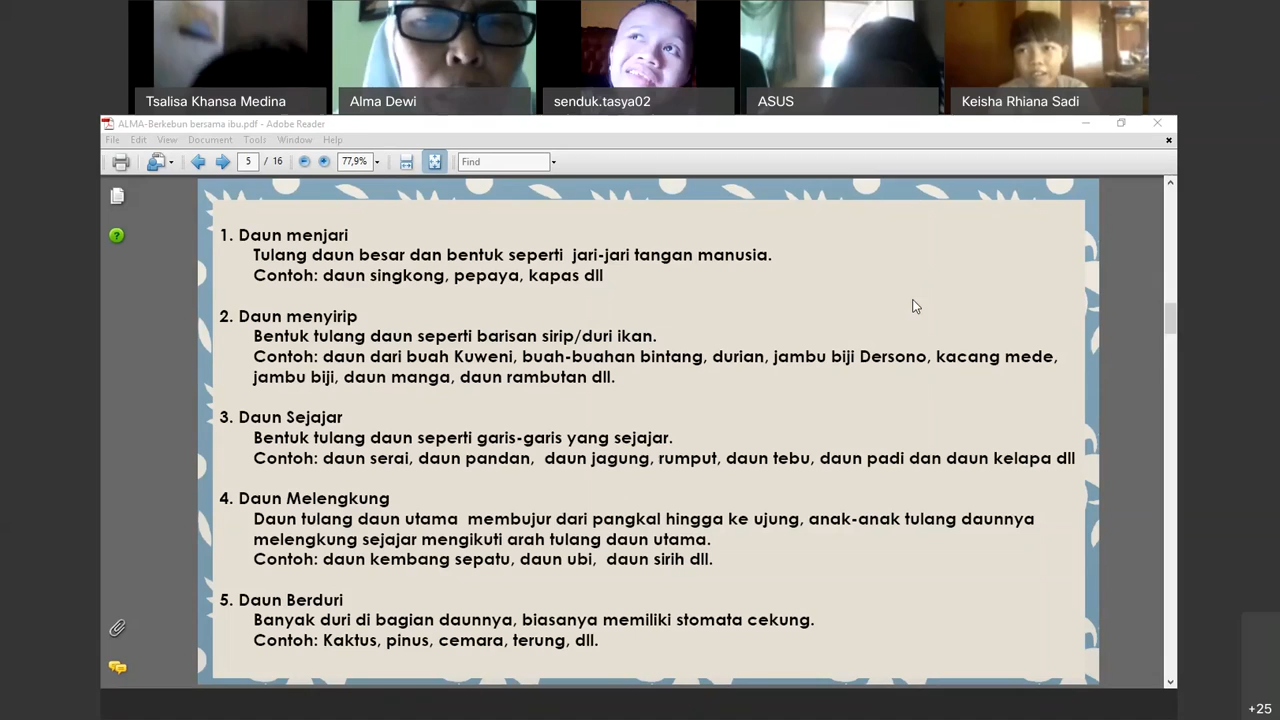 Tsalisa Khansa Medina
Alma Dewi
senduk.tasya02
ASUS
Keisha Rhiana Sadi
ALMA-Berkebun bersama ibu.pdf - Adobe Reader
File Edit View Document Tools Window Help
5 / 16 77,9% Find
1. Daun menjari
Tulang daun besar dan bentuk seperti jari-jari tangan manusia.
Contoh: daun singkong, pepaya, kapas dll
2. Daun menyirip
Bentuk tulang daun seperti barisan sirip/duri ikan.
Contoh: daun dari buah Kuweni, buah-buahan bintang, durian, jambu biji Dersono, kacang mede,
jambu biji, daun manga, daun rambutan dll.
3. Daun Sejajar
Bentuk tulang daun seperti garis-garis yang sejajar.
Contoh: daun serai, daun pandan, daun jagung, rumput, daun tebu, daun padi dan daun kelapa dll
4. Daun Melengkung
Daun tulang daun utama membujur dari pangkal hingga ke ujung, anak-anak tulang daunnya
melengkung sejajar mengikuti arah tulang daun utama.
Contoh: daun kembang sepatu, daun ubi, daun sirih dll.
5. Daun Berduri
Banyak duri di bagian daunnya, biasanya memiliki stomata cekung.
Contoh: Kaktus, pinus, cemara, terung, dll.
+25